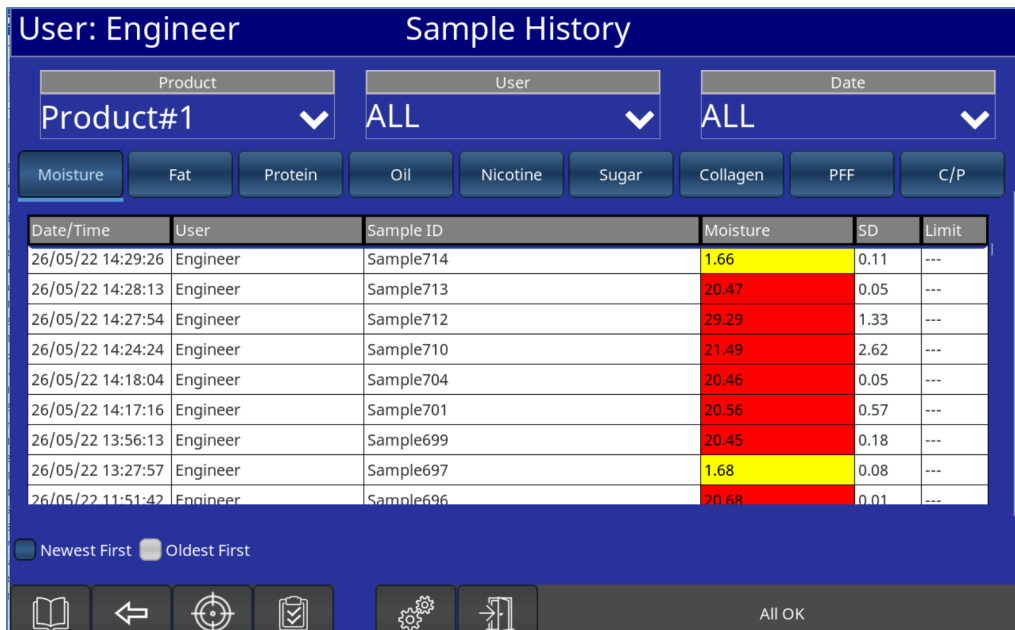 User: Engineer Sample History
Product User Date
Product#1 ALL ALL
Moisture Fat Protein Oil Nicotine Sugar Collagen PFF C/P
Date/Time User Sample ID Moisture SD Limit
26/05/22 14:29:26 Engineer Sample714 1.66 0.11 ---
26/05/22 14:28:13 Engineer Sample713 20.47 0.05 ---
26/05/22 14:27:54 Engineer Sample712 29.29 1.33 ---
26/05/22 14:24:24 Engineer Sample710 21.49 2.62 ---
26/05/22 14:18:04 Engineer Sample704 20.46 0.05 ---
26/05/22 14:17:16 Engineer Sample701 20.56 0.57 ---
26/05/22 13:56:13 Engineer Sample699 20.45 0.18 ---
26/05/22 13:27:57 Engineer Sample697 1.68 0.08 ---
26/05/22 11:51:42 Engineer Sample696 20.68 0.01 ---
Newest First Oldest First
All OK